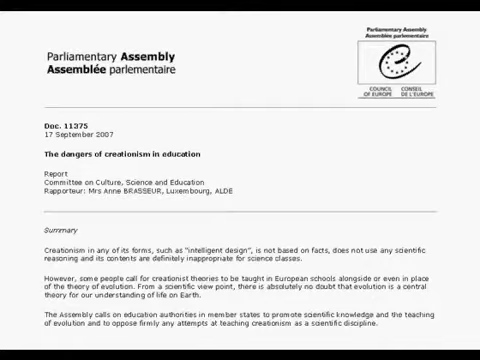 Parliamentary Assembly
Assemblée parlementaire
Parliamentary Assembly
Assemblée parlementaire
COUNCIL CONSEIL
OF EUROPE DE L'EUROPE
Doc. 11375
17 September 2007
The dangers of creationism in education
Report
Committee on Culture, Science and Education
Rapporteur: Mrs Anne BRASSEUR, Luxembourg, ALDE
Summary
Creationism in any of its forms, such as "intelligent design", is not based on facts, does not use any scientific
reasoning and its contents are definitely inappropriate for science classes.
However, some people call for creationist theories to be taught in European schools alongside or even in place
of the theory of evolution. From a scientific view point, there is absolutely no doubt that evolution is a central
theory for our understanding of life on Earth.
The Assembly calls on education authorities in member states to promote scientific knowledge and the teaching
of evolution and to oppose firmly any attempts at teaching creationism as a scientific discipline.